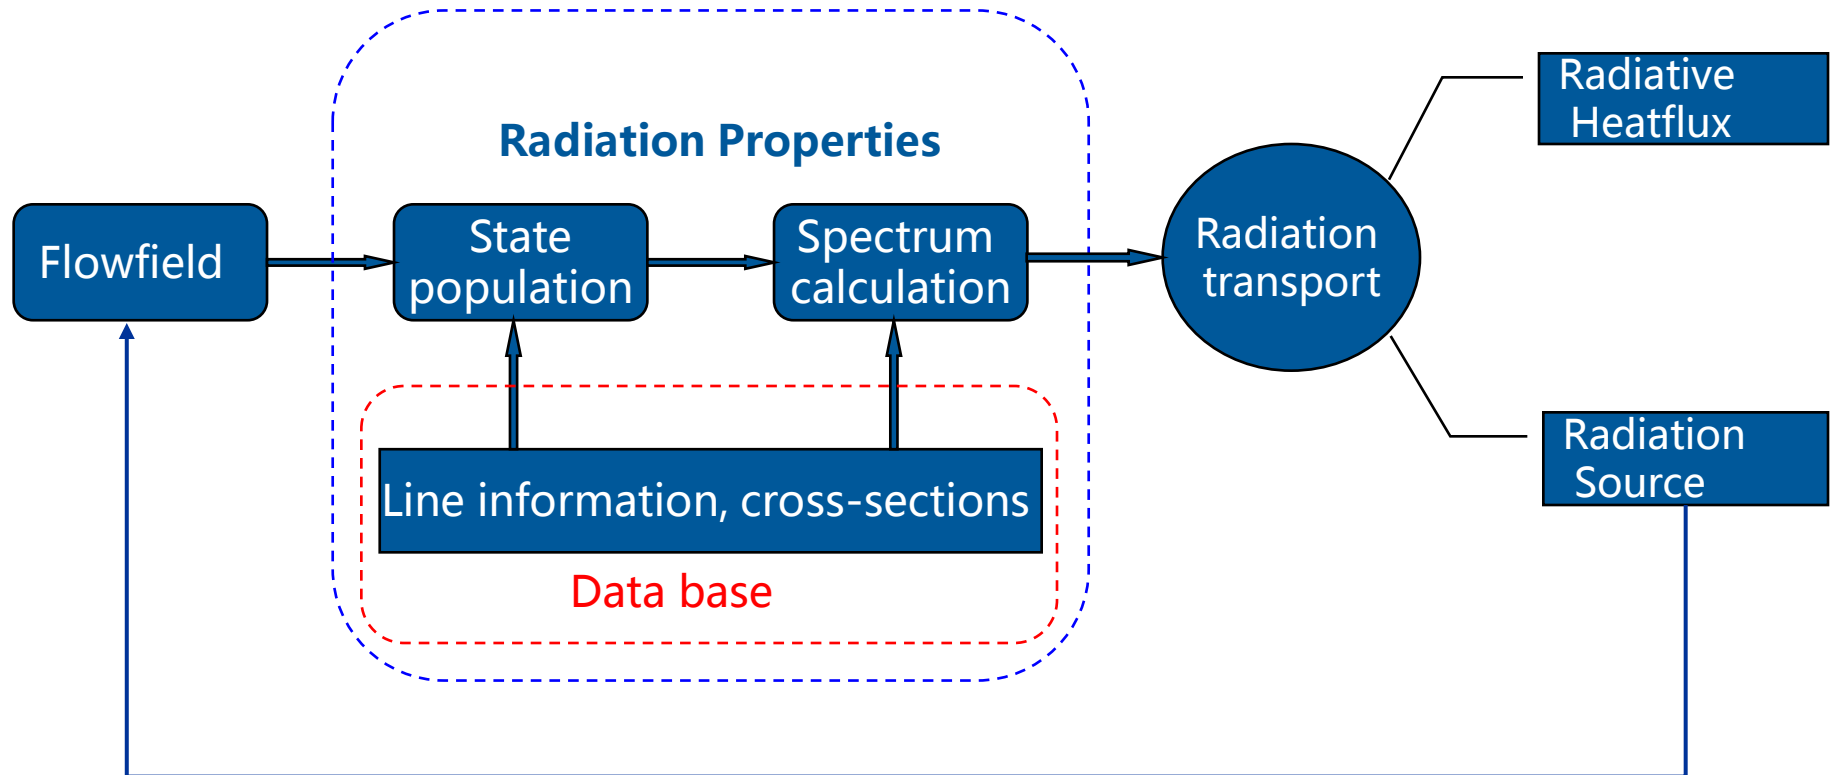 Radiation Properties
Flowfield
State
population
Spectrum
calculation
Line information, cross-sections
Data base
Radiation
transport
Radiative
Heatflux
Radiation
Source